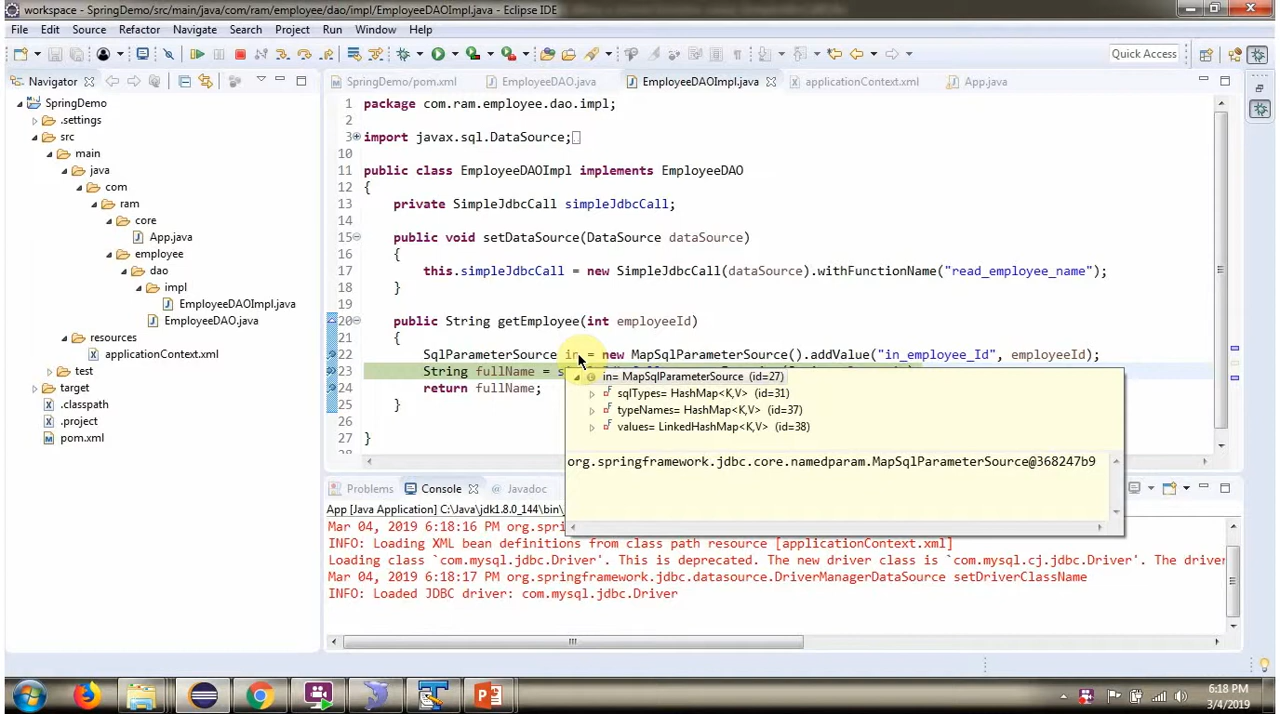 workspace - SpringDemo/src/main/java/com/ram/employee/dao/impl/EmployeeDAOImpl.java - Eclipse IDE
File Edit Source Refactor Navigate Search Project Run Window Help
Quick Access
Navigator
SpringDemo/pom.xml EmployeeDAO.java EmployeeDAOImpl.java applicationContext.xml App.java
SpringDemo
.settings
src
main
java
com
ram
core
App.java
employee
dao
impl
EmployeeDAOImpl.java
EmployeeDAO.java
resources
applicationContext.xml
test
target
.classpath
.project
pom.xml
1 package com.ram.employee.dao.impl;
2
3 import javax.sql.DataSource;
10
11 public class EmployeeDAOImpl implements EmployeeDAO
12 {
13 private SimpleJdbcCall simpleJdbcCall;
14
15 public void setDataSource(DataSource dataSource)
16 {
17 this.simpleJdbcCall = new SimpleJdbcCall(dataSource).withFunctionName("read_employee_name");
18 }
19
20 public String getEmployee(int employeeId)
21 {
22 SqlParameterSource in = new MapSqlParameterSource().addValue("in_employee_Id", employeeId);
23 String fullName = s
24 return fullName;
25 }
26
27 }
in= MapSqlParameterSource (id=27)
sqlTypes= HashMap<K,V> (id=31)
typeNames= HashMap<K,V> (id=37)
values= LinkedHashMap<K,V> (id=38)
org.springframework.jdbc.core.namedparam.MapSqlParameterSource@368247b9
Problems Console Javadoc
App [Java Application] C:\Java\jdk1.8.0_144\bin\
Mar 04, 2019 6:18:16 PM org.spri
INFO: Loading XML bean definitions from class path resource [applicationContext.xml]
Loading class `com.mysql.jdbc.Driver'. This is deprecated. The new driver class is `com.mysql.cj.jdbc.Driver'. The driver
Mar 04, 2019 6:18:17 PM org.springframework.jdbc.datasource.DriverManagerDataSource setDriverClassName
INFO: Loaded JDBC driver: com.mysql.jdbc.Driver
6:18 PM
3/4/2019